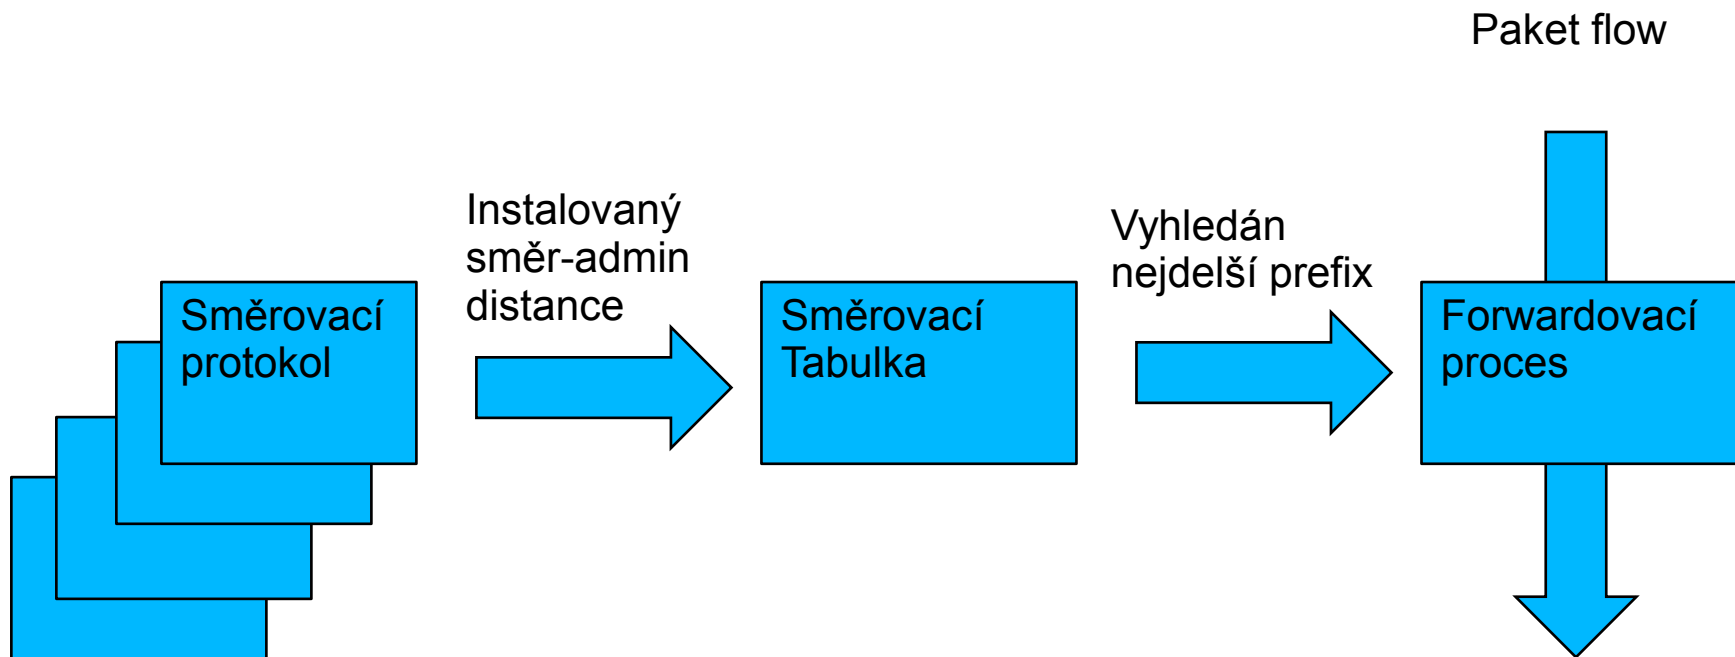 Paket flow
Instalovaný
směr-admin
distance
Vyhledán
nejdelší prefix
Směrovací
protokol
Směrovací
Tabulka
Forwardovací
proces